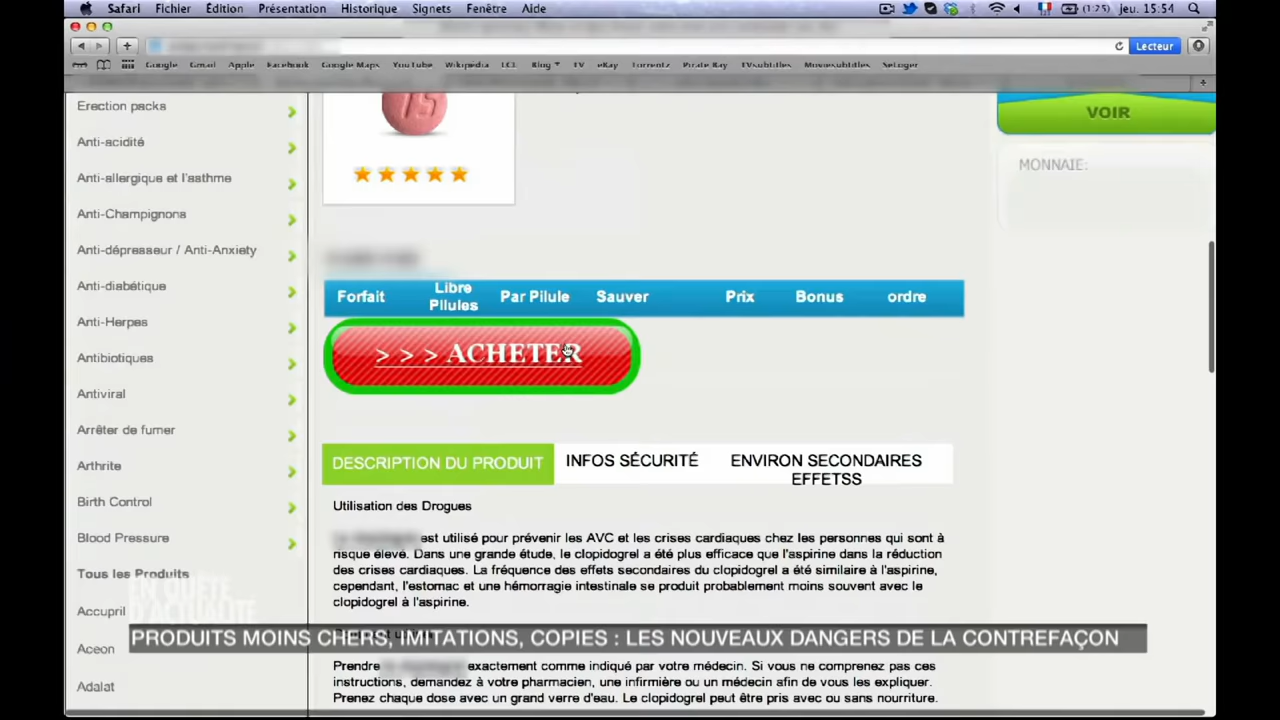 Safari Fichier Édition Présentation Historique Signets Fenêtre Aide (1:25) jeu. 15:54
Lecteur
Google Gmail Apple Facebook Google Maps YouTube Wikipedia LCL Blog TV eBay Torrentz Pirate Bay TVsubtitles Moviesubtitles SeLoger
Erection packs
Anti-acidité
Anti-allergique et l'asthme
Anti-Champignons
Anti-dépresseur / Anti-Anxiety
Anti-diabétique
Anti-Herpes
Antibiotiques
Antiviral
Arrêter de fumer
Arthrite
Birth Control
Blood Pressure
Tous les Produits
Accupril
Aceon
Adalat
75
VOIR
MONNAIE:
Forfait Libre Pilules Par Pilule Sauver Prix Bonus ordre
> > > ACHETER
DESCRIPTION DU PRODUIT INFOS SÉCURITÉ ENVIRON SECONDAIRES
EFFETSS
Utilisation des Drogues
est utilisé pour prévenir les AVC et les crises cardiaques chez les personnes qui sont à
risque élevé. Dans une grande étude, le clopidogrel a été plus efficace que l'aspirine dans la réduction
des crises cardiaques. La fréquence des effets secondaires du clopidogrel a été similaire à l'aspirine,
cependant, l'estomac et une hémorragie intestinale se produit probablement moins souvent avec le
clopidogrel à l'aspirine.
EN QUÊTE
D'ACTUALITÉ
PRODUITS MOINS CHERS, IMITATIONS, COPIES : LES NOUVEAUX DANGERS DE LA CONTREFAÇON
Prendre exactement comme indiqué par votre médecin. Si vous ne comprenez pas ces
instructions, demandez à votre pharmacien, une infirmière ou un médecin afin de vous les expliquer.
Prenez chaque dose avec un grand verre d'eau. Le clopidogrel peut être pris avec ou sans nourriture.